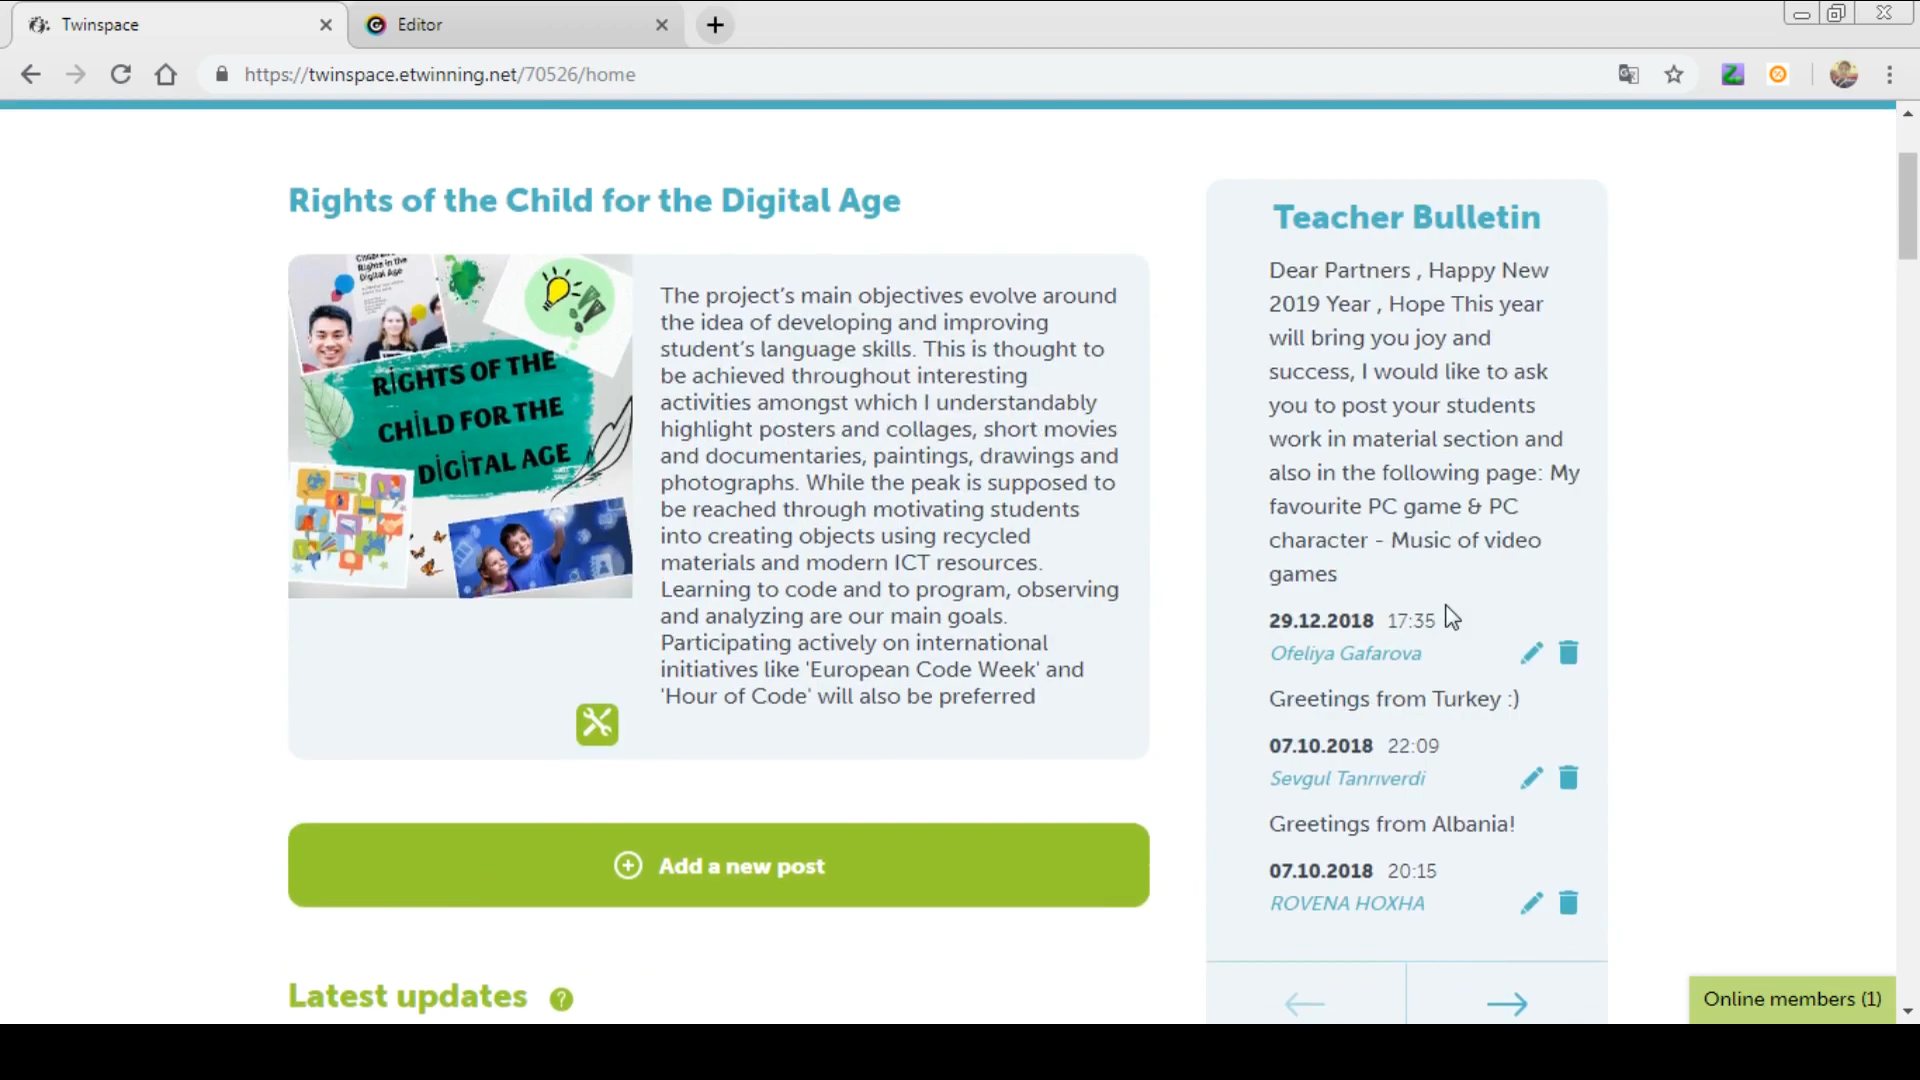 Twinspace
Editor
https://twinspace.etwinning.net/70526/home
Rights of the Child for the Digital Age
Rights in the
Digital Age
RİGHTS OF THE
CHİLD FOR THE
DİGİTAL AGE
The project's main objectives evolve around
the idea of developing and improving
student's language skills. This is thought to
be achieved throughout interesting
activities amongst which I understandably
highlight posters and collages, short movies
and documentaries, paintings, drawings and
photographs. While the peak is supposed to
be reached through motivating students
into creating objects using recycled
materials and modern ICT resources.
Learning to code and to program, observing
and analyzing are our main goals.
Participating actively on international
initiatives like 'European Code Week' and
'Hour of Code' will also be preferred
Add a new post
Latest updates ?
Teacher Bulletin
Dear Partners , Happy New
2019 Year , Hope This year
will bring you joy and
success, I would like to ask
you to post your students
work in material section and
also in the following page: My
favourite PC game & PC
character - Music of video
games
29.12.2018 17:35
Ofeliya Gafarova
Greetings from Turkey :)
07.10.2018 22:09
Sevgul Tanrıverdi
Greetings from Albania!
07.10.2018 20:15
ROVENA HOXHA
Online members (1)